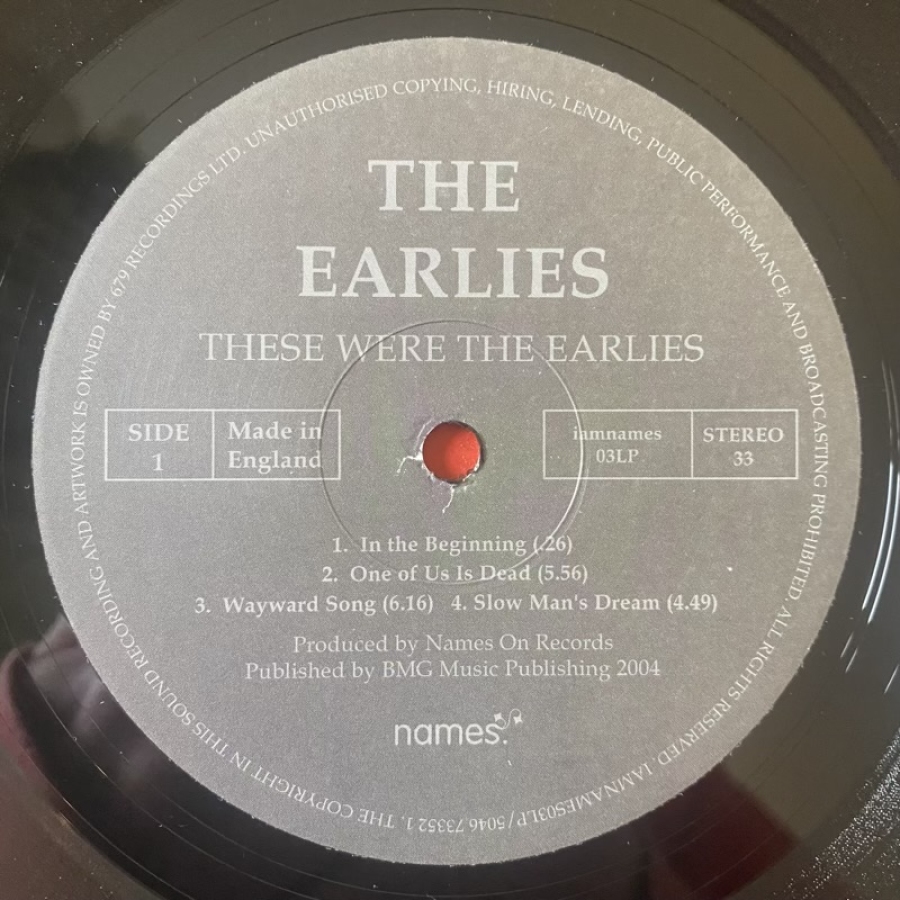 THE
EARLIES
THESE WERE THE EARLIES
SIDE
1
Made in
England
iamnames
03LP
STEREO
33
1. In the Beginning (.26)
2. One of Us Is Dead (5.56)
3. Wayward Song (6.16) 4. Slow Man's Dream (4.49)
Produced by Names On Records
Published by BMG Music Publishing 2004
names.
THE COPYRIGHT IN THIS SOUND RECORDING AND ARTWORK IS OWNED BY 679 RECORDINGS LTD. UNAUTHORISED COPYING, HIRING, LENDING, PUBLIC PERFORMANCE AND BROADCASTING PROHIBITED. ALL RIGHTS RESERVED. IAMNAMES03LP/5046 73352 1.